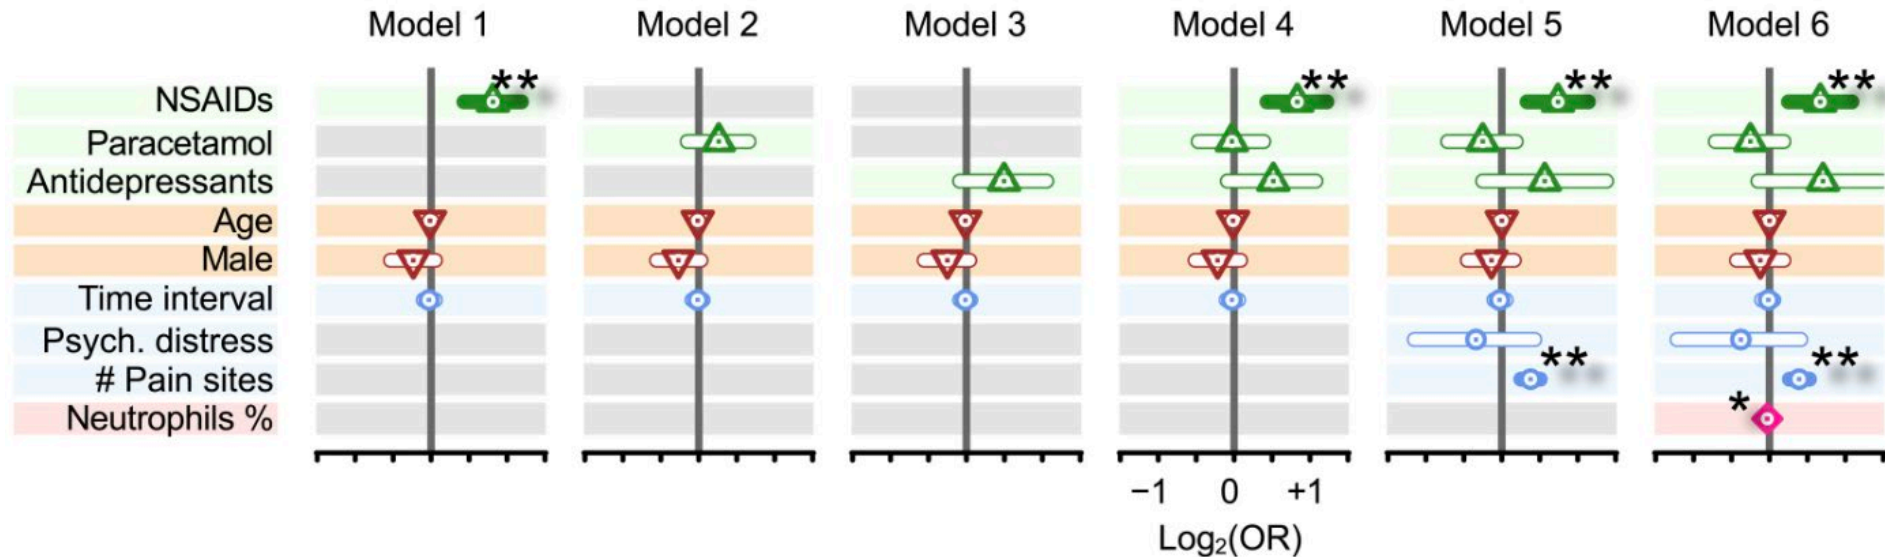 Model 1 Model 2 Model 3 Model 4 Model 5 Model 6
NSAIDs ** ** ** **
Paracetamol
Antidepressants
Age
Male
Time interval
Psych. distress
# Pain sites ** **
Neutrophils % *
−1 0 +1
Log₂(OR)